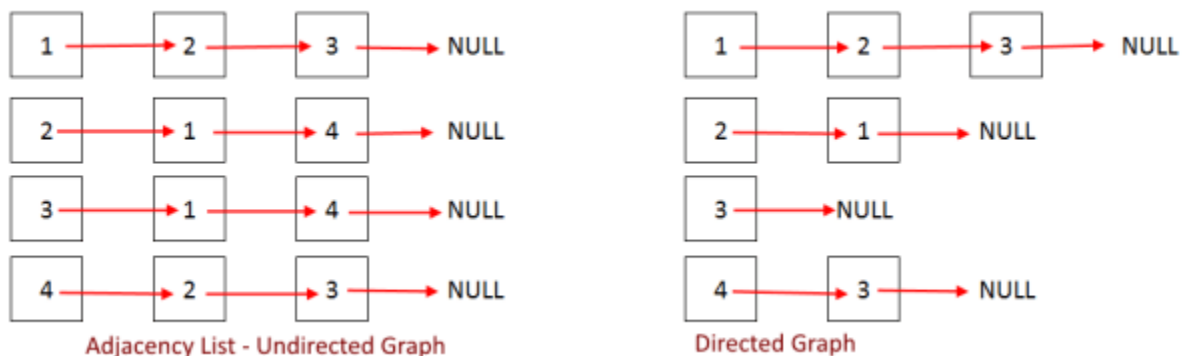 1 2 3 NULL
2 1 4 NULL
3 1 4 NULL
4 2 3 NULL
Adjacency List - Undirected Graph
1 2 3 NULL
2 1 NULL
3 NULL
4 3 NULL
Directed Graph